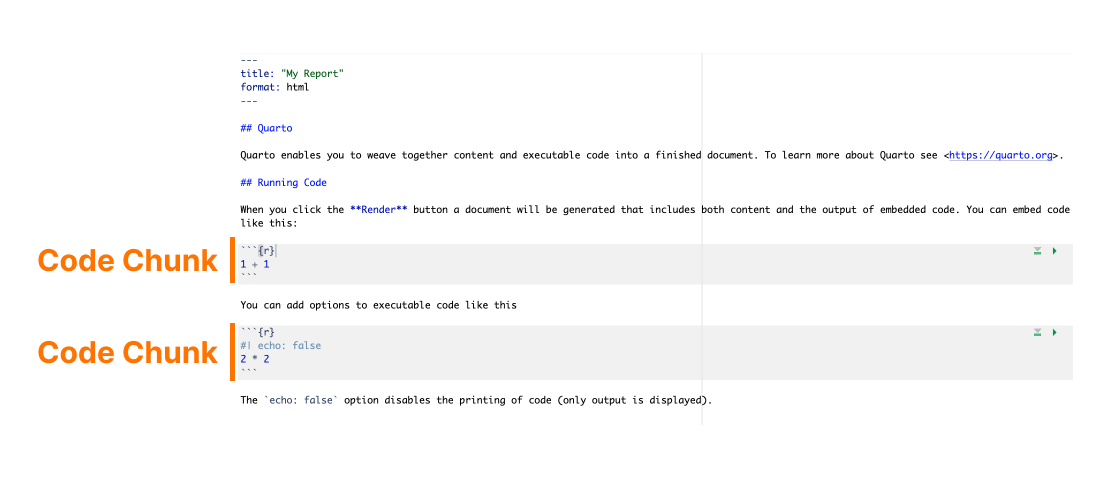 ---
title: "My Report"
format: html
---
## Quarto
Quarto enables you to weave together content and executable code into a finished document. To learn more about Quarto see <https://quarto.org>.
## Running Code
When you click the **Render** button a document will be generated that includes both content and the output of embedded code. You can embed code
like this:
Code Chunk
```{r}
1 + 1
```
You can add options to executable code like this
Code Chunk
```{r}
#| echo: false
2 * 2
```
The `echo: false` option disables the printing of code (only output is displayed).